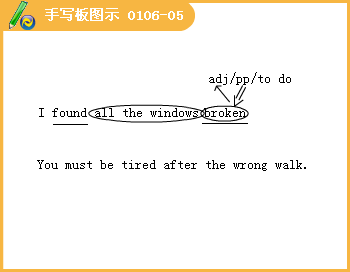 手写板图示 0106-05
adj/pp/to do
I found all the windows broken
You must be tired after the wrong walk.